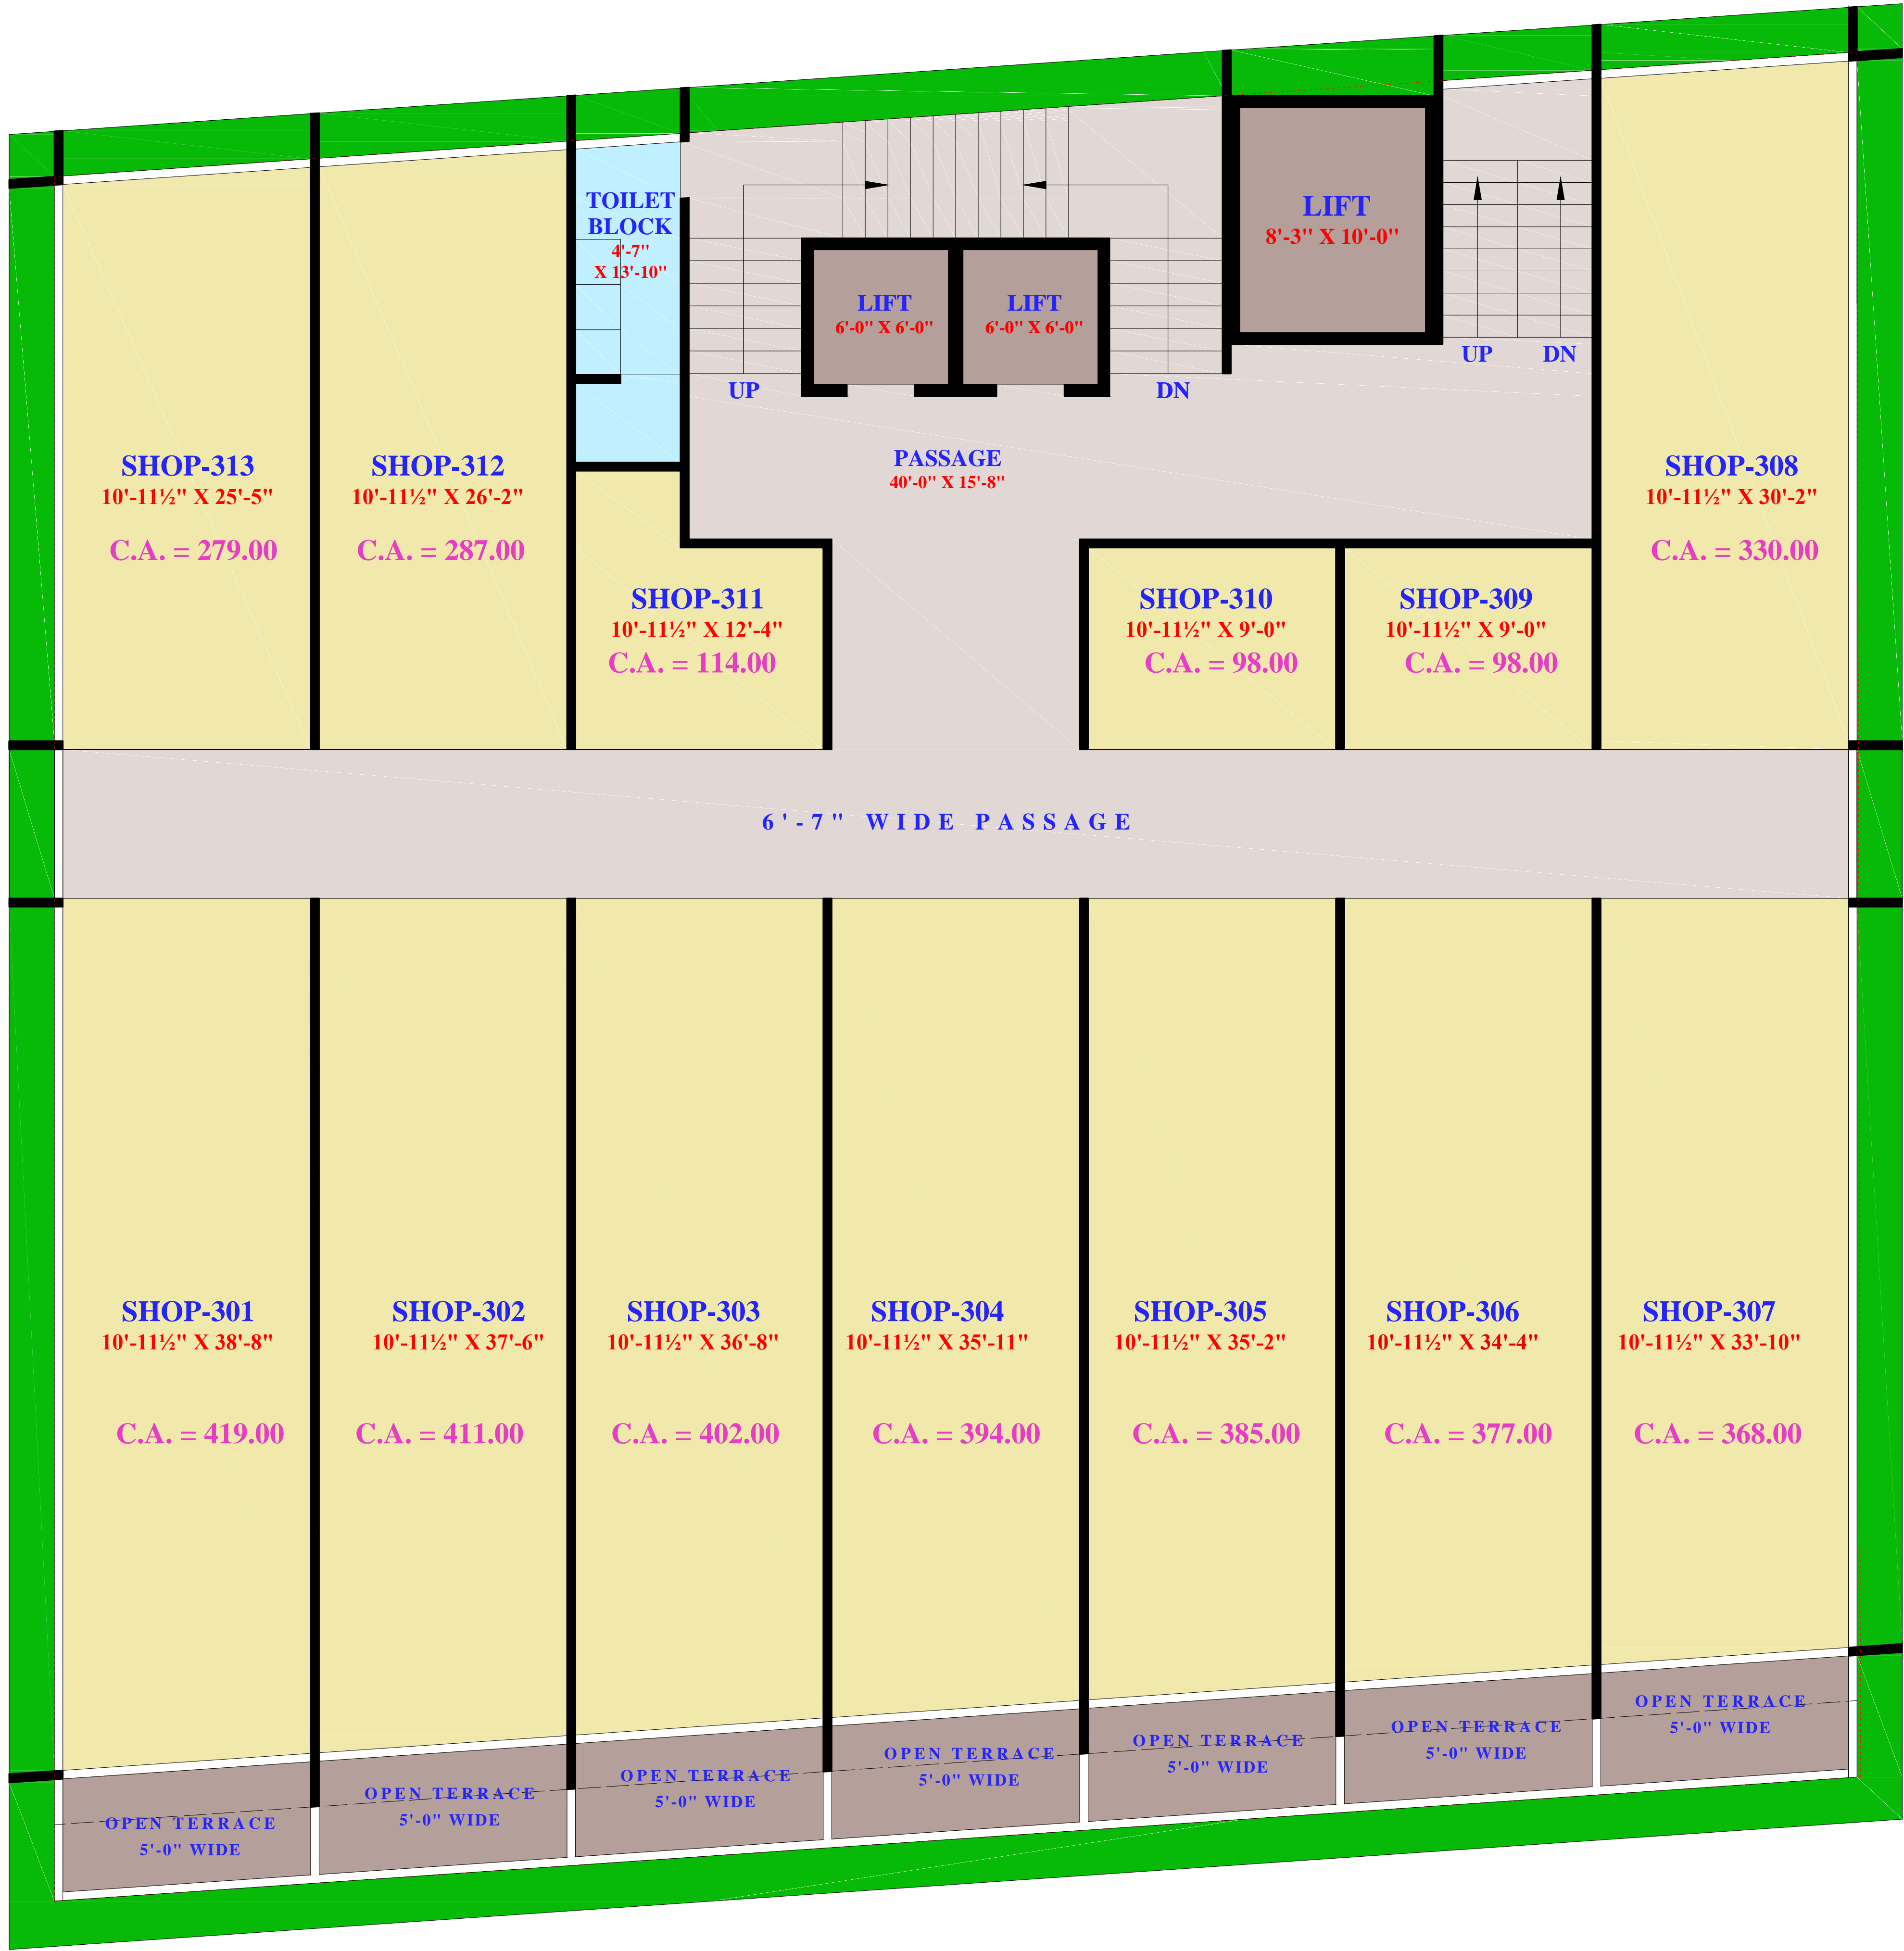 TOILET
BLOCK
4'-7"
X 13'-10"
LIFT
8'-3" X 10'-0"
LIFT
6'-0" X 6'-0"
LIFT
6'-0" X 6'-0"
UP
DN
UP
DN
PASSAGE
40'-0" X 15'-8"
SHOP-313
10'-11½" X 25'-5"
C.A. = 279.00
SHOP-312
10'-11½" X 26'-2"
C.A. = 287.00
SHOP-308
10'-11½" X 30'-2"
C.A. = 330.00
SHOP-311
10'-11½" X 12'-4"
C.A. = 114.00
SHOP-310
10'-11½" X 9'-0"
C.A. = 98.00
SHOP-309
10'-11½" X 9'-0"
C.A. = 98.00
6'-7" WIDE PASSAGE
SHOP-301
10'-11½" X 38'-8"
C.A. = 419.00
SHOP-302
10'-11½" X 37'-6"
C.A. = 411.00
SHOP-303
10'-11½" X 36'-8"
C.A. = 402.00
SHOP-304
10'-11½" X 35'-11"
C.A. = 394.00
SHOP-305
10'-11½" X 35'-2"
C.A. = 385.00
SHOP-306
10'-11½" X 34'-4"
C.A. = 377.00
SHOP-307
10'-11½" X 33'-10"
C.A. = 368.00
OPEN TERRACE
5'-0" WIDE
OPEN TERRACE
5'-0" WIDE
OPEN TERRACE
5'-0" WIDE
OPEN TERRACE
5'-0" WIDE
OPEN TERRACE
5'-0" WIDE
OPEN TERRACE
5'-0" WIDE
OPEN TERRACE
5'-0" WIDE